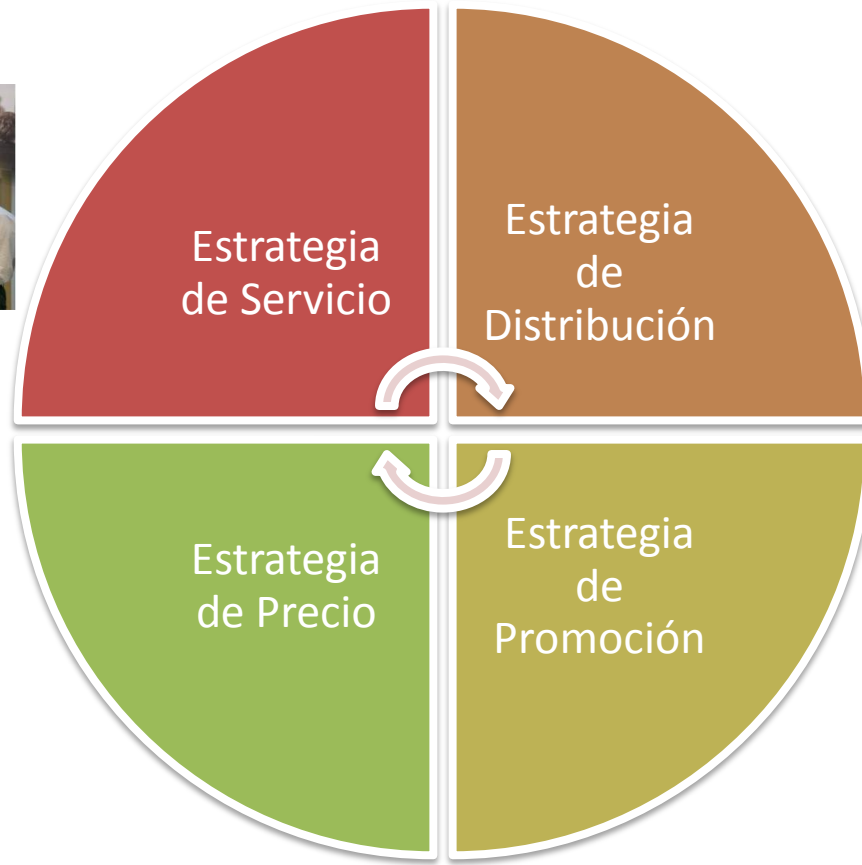 Estrategia
de Servicio
Estrategia
de
Distribución
Estrategia
de Precio
Estrategia
de
Promoción